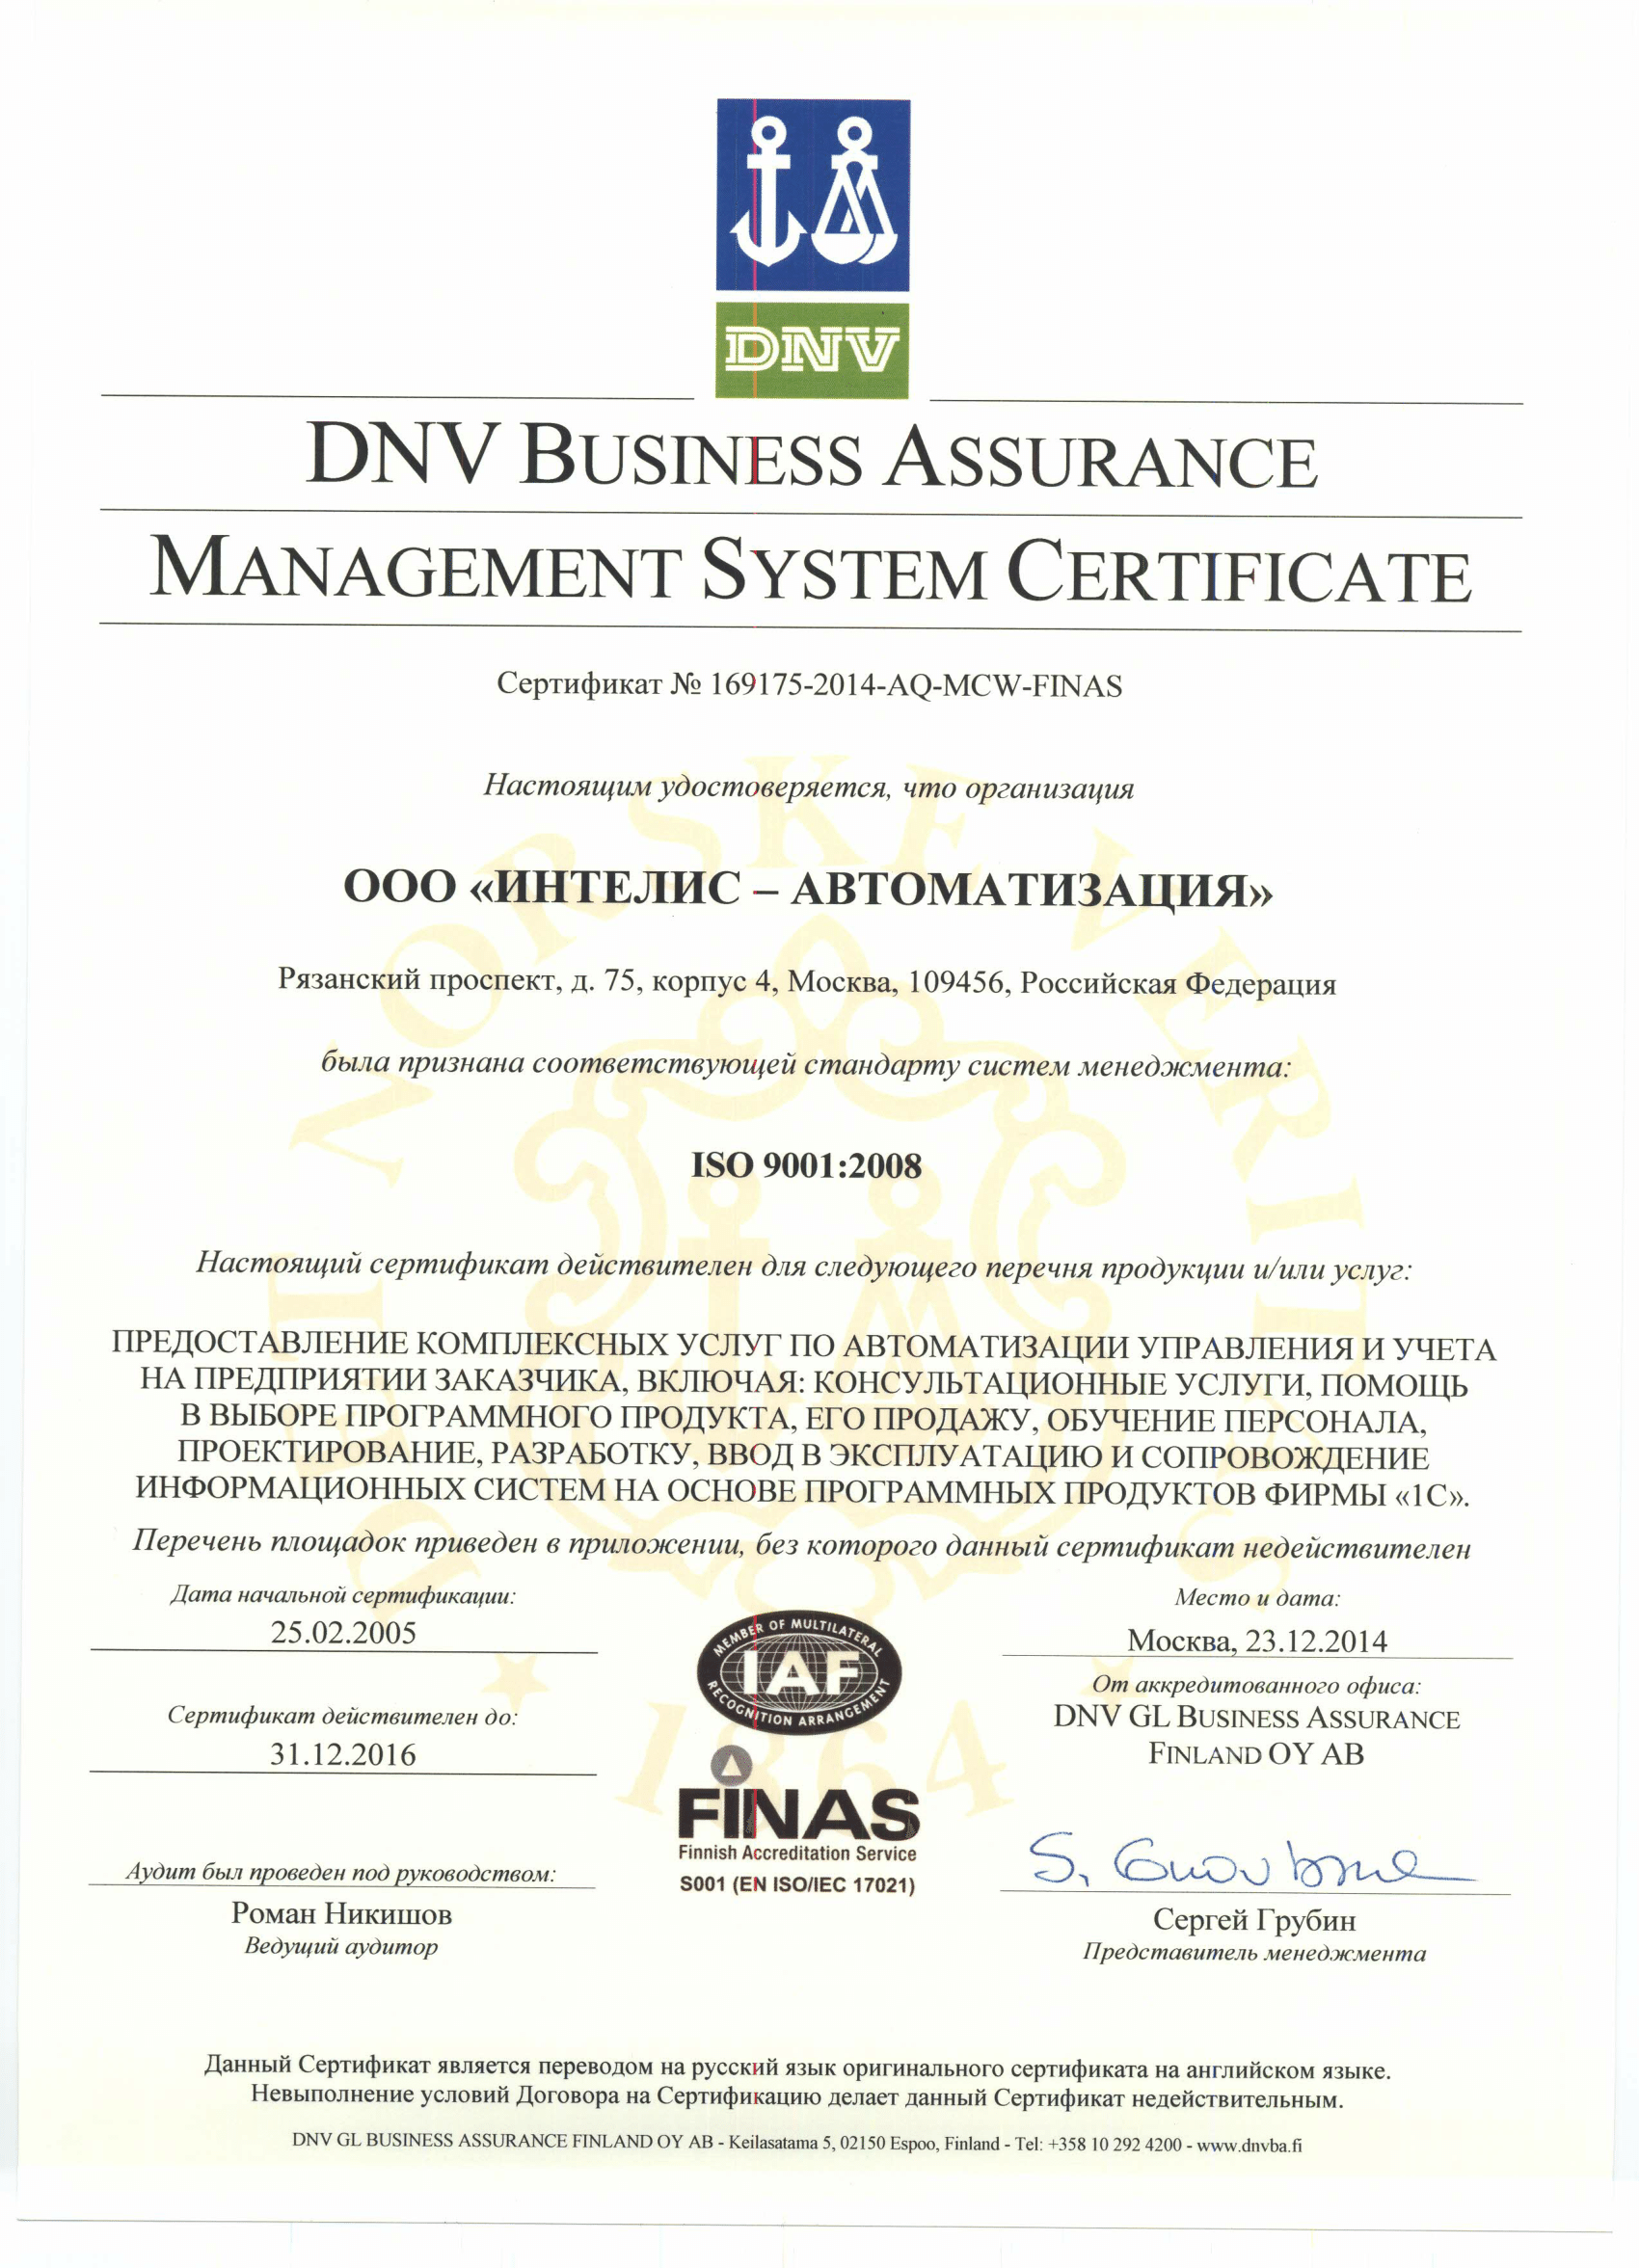 DNV
DNV BUSINESS ASSURANCE
MANAGEMENT SYSTEM CERTIFICATE
Сертификат № 169175-2014-AQ-MCW-FINAS
Настоящим удостоверяется, что организация
ООО «ИНТЕЛИС – АВТОМАТИЗАЦИЯ»
Рязанский проспект, д. 75, корпус 4, Москва, 109456, Российская Федерация
была признана соответствующей стандарту систем менеджмента:
ISO 9001:2008
Настоящий сертификат действителен для следующего перечня продукции и/или услуг:
ПРЕДОСТАВЛЕНИЕ КОМПЛЕКСНЫХ УСЛУГ ПО АВТОМАТИЗАЦИИ УПРАВЛЕНИЯ И УЧЕТА
НА ПРЕДПРИЯТИИ ЗАКАЗЧИКА, ВКЛЮЧАЯ: КОНСУЛЬТАЦИОННЫЕ УСЛУГИ, ПОМОЩЬ
В ВЫБОРЕ ПРОГРАММНОГО ПРОДУКТА, ЕГО ПРОДАЖУ, ОБУЧЕНИЕ ПЕРСОНАЛА,
ПРОЕКТИРОВАНИЕ, РАЗРАБОТКУ, ВВОД В ЭКСПЛУАТАЦИЮ И СОПРОВОЖДЕНИЕ
ИНФОРМАЦИОННЫХ СИСТЕМ НА ОСНОВЕ ПРОГРАММНЫХ ПРОДУКТОВ ФИРМЫ «1С».
Перечень площадок приведен в приложении, без которого данный сертификат недействителен
Дата начальной сертификации:
25.02.2005
Сертификат действителен до:
31.12.2016
Аудит был проведен под руководством:
Роман Никишов
Ведущий аудитор
MEMBER OF MULTILATERAL
IAF
RECOGNITION ARRANGEMENT
FINAS
Finnish Accreditation Service
S001 (EN ISO/IEC 17021)
Место и дата:
Москва, 23.12.2014
От аккредитованного офиса:
DNV GL BUSINESS ASSURANCE
FINLAND OY AB
Сергей Грубин
Представитель менеджмента
DET NORSKE VERITAS
1864
Данный Сертификат является переводом на русский язык оригинального сертификата на английском языке.
Невыполнение условий Договора на Сертификацию делает данный Сертификат недействительным.
DNV GL BUSINESS ASSURANCE FINLAND OY AB - Keilasatama 5, 02150 Espoo, Finland - Tel: +358 10 292 4200 - www.dnvba.fi